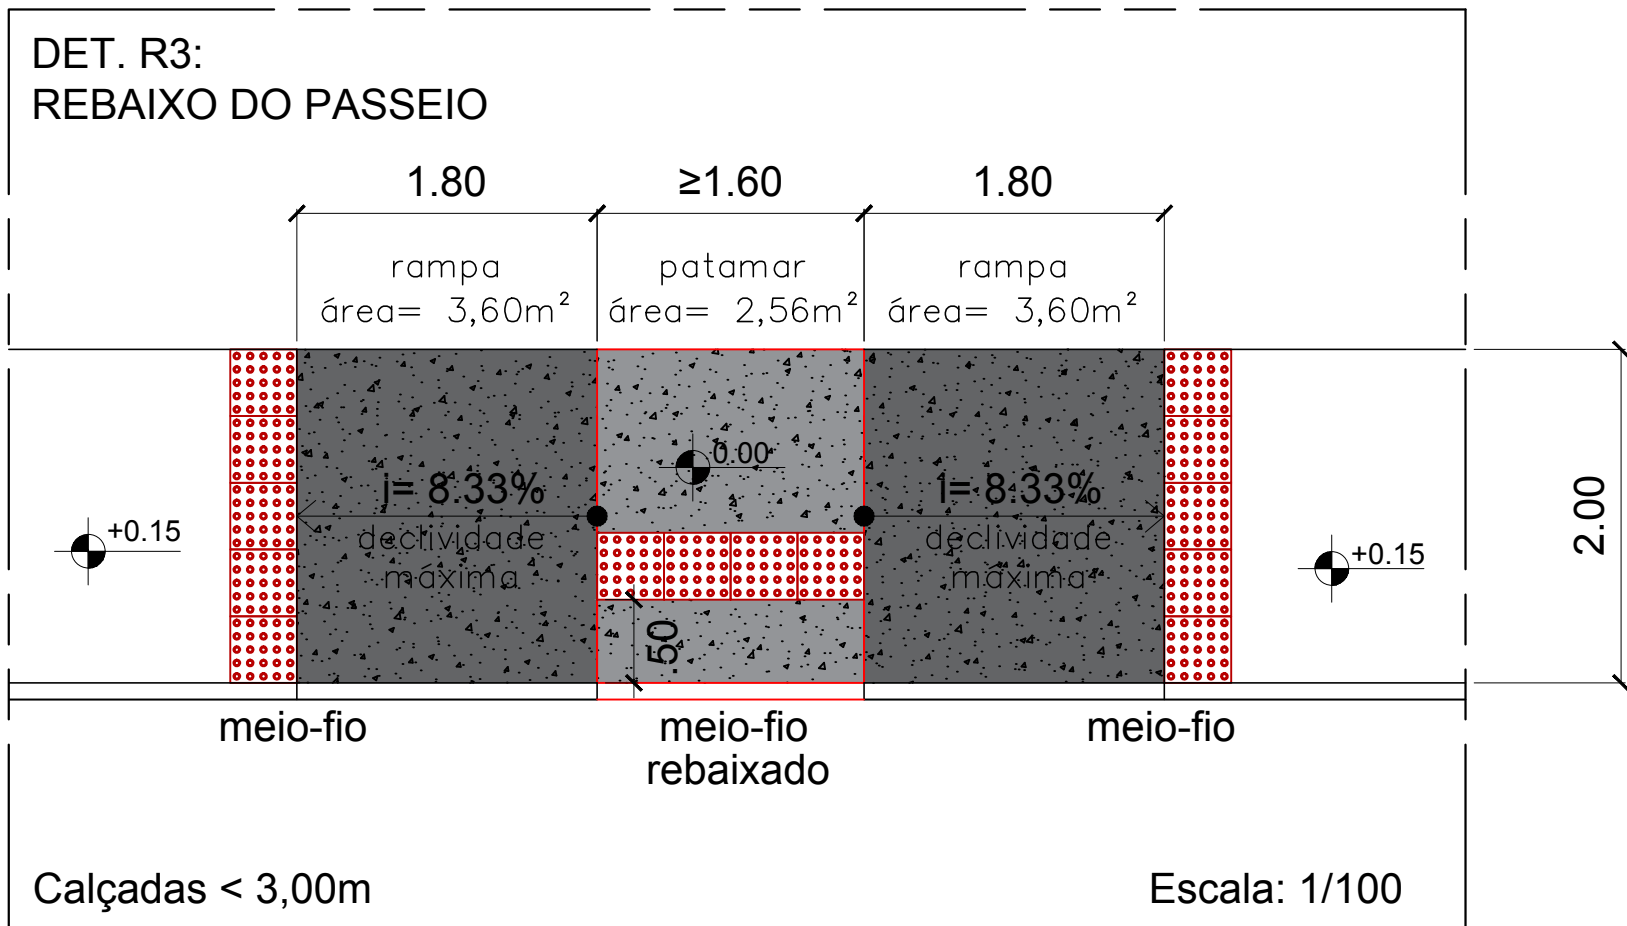 DET. R3:
REBAIXO DO PASSEIO
1.80 ≥1.60 1.80
rampa patamar rampa
área= 3,60m² área= 2,56m² área= 3,60m²
0.00
i= 8.33% i= 8.33%
+0.15 declividade declividade +0.15
máxima máxima
2.00
.50
meio-fio meio-fio meio-fio
rebaixado
Calçadas < 3,00m Escala: 1/100